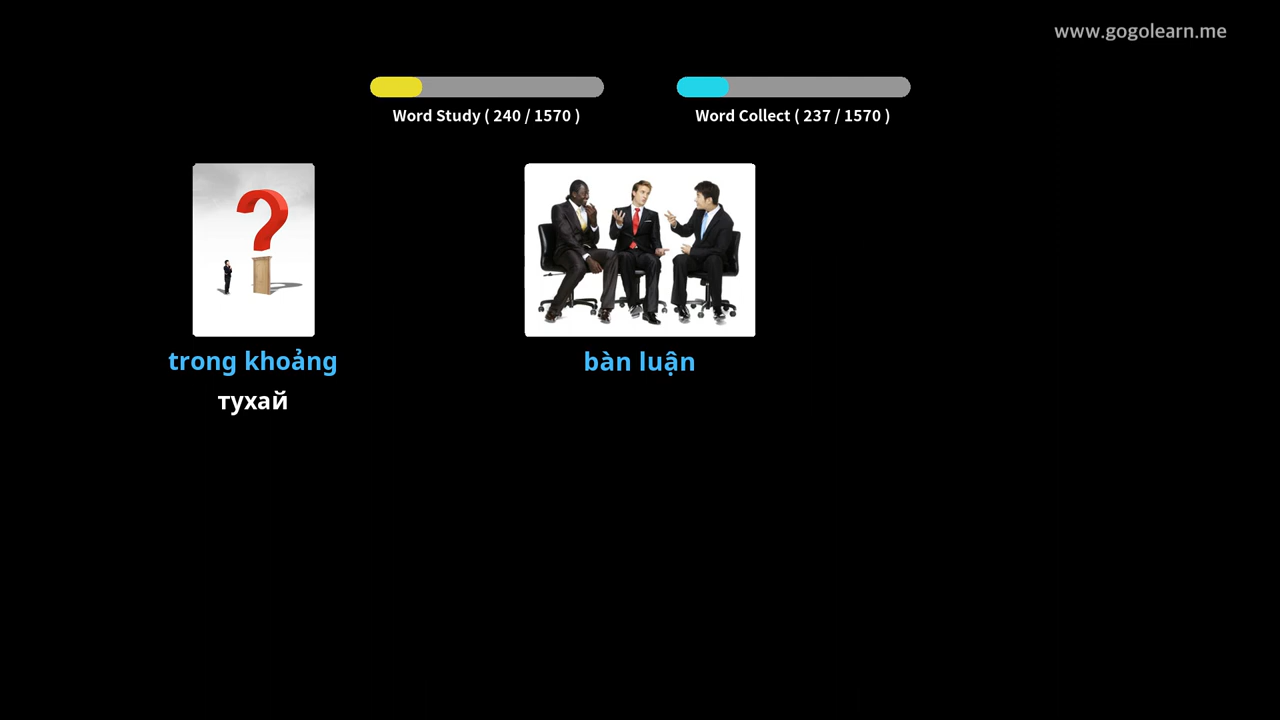 www.gogolearn.me
Word Study ( 240 / 1570 )
Word Collect ( 237 / 1570 )
trong khoảng
тухай
bàn luận